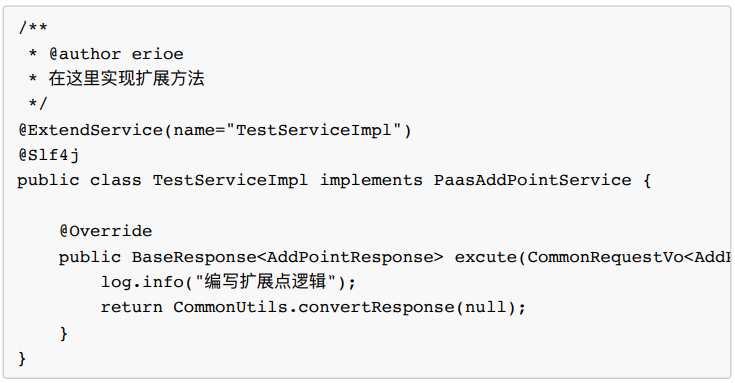 /**
 * @author erioe
 * 在这里实现扩展方法
 */
@ExtendService(name="TestServiceImpl")
@Slf4j
public class TestServiceImpl implements PaasAddPointService {
    @Override
    public BaseResponse<AddPointResponse> excute(CommonRequestVo<AddP
        log.info("编写扩展点逻辑");
        return CommonUtils.convertResponse(null);
    }
}